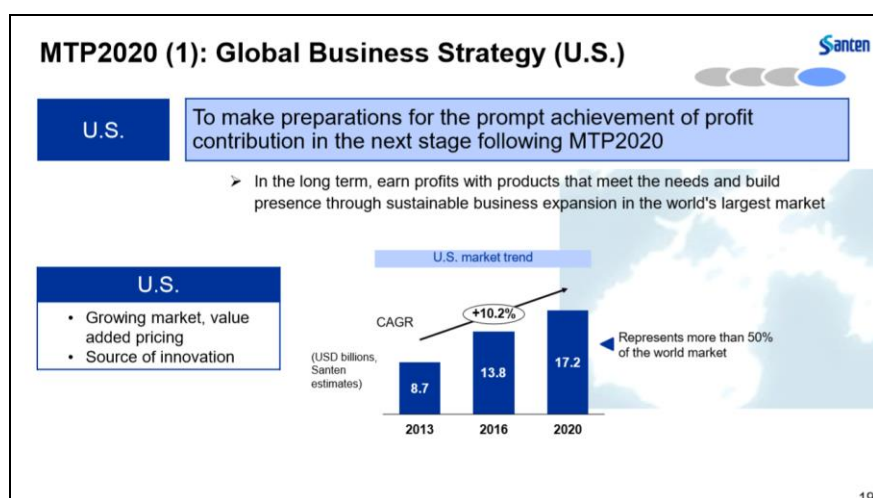 MTP2020 (1): Global Business Strategy (U.S.)
Santen
U.S.
To make preparations for the prompt achievement of profit
contribution in the next stage following MTP2020
➢ In the long term, earn profits with products that meet the needs and build
presence through sustainable business expansion in the world's largest market
U.S. market trend
U.S.
• Growing market, value
added pricing
• Source of innovation
CAGR
+10.2%
(USD billions,
Santen
estimates)
8.7
13.8
17.2
Represents more than 50%
of the world market
2013
2016
2020
19